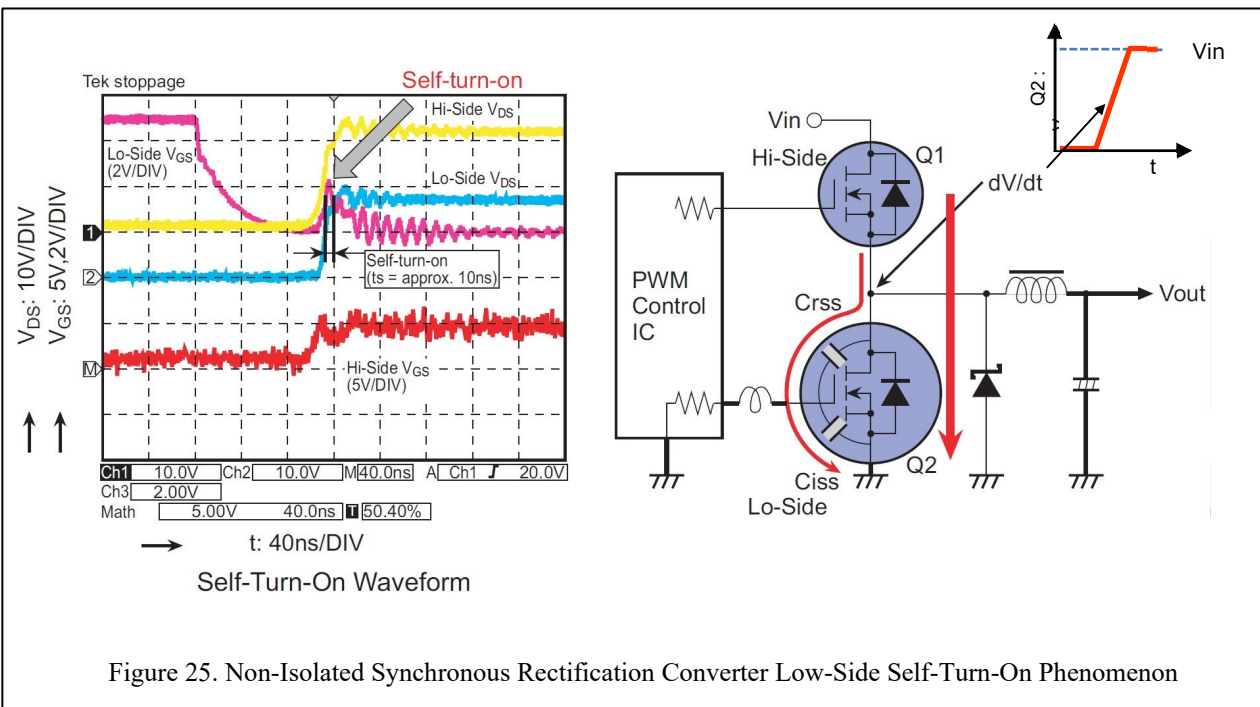 Tek stoppage
Self-turn-on
Hi-Side VDS
Lo-Side VGS
(2V/DIV)
Lo-Side VDS
1
Self-turn-on
(ts = approx. 10ns)
2
Hi-Side VGS
(5V/DIV)
M
VDS: 10V/DIV
VGS: 5V,2V/DIV
Ch1 10.0V Ch2 10.0V M 40.0ns A Ch1 20.0V
Ch3 2.00V
Math 5.00V 40.0ns T 50.40%
t: 40ns/DIV
Self-Turn-On Waveform
Q2 :
Vin
t
Vin
Hi-Side
Q1
dV/dt
PWM
Control
IC
Crss
Vout
Q2
Ciss
Lo-Side
Figure 25. Non-Isolated Synchronous Rectification Converter Low-Side Self-Turn-On Phenomenon